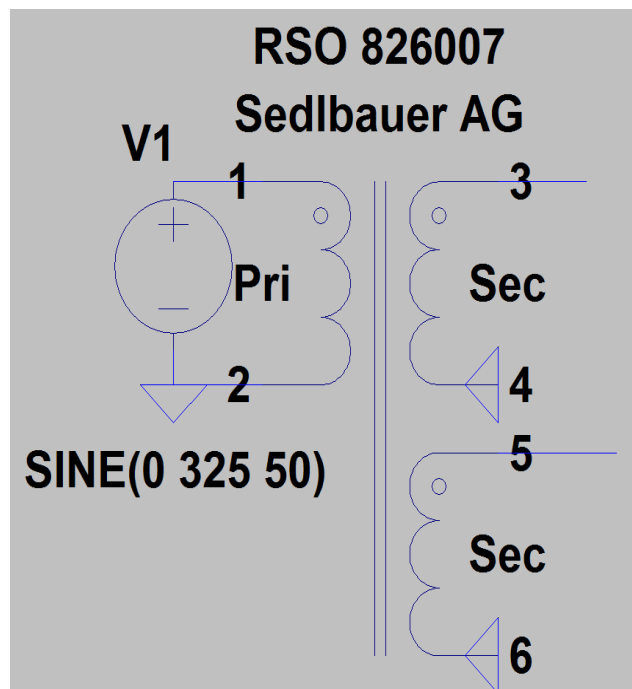 RSO 826007
Sedlbauer AG
V1
1
3
+
Pri
Sec
–
2
4
5
SINE(0 325 50)
Sec
6